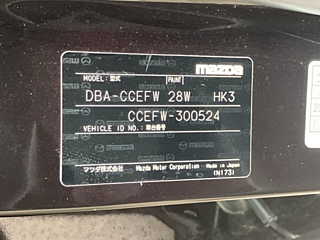 mazda
MODEL:型式 PAINT
DBA-CCEFW 28W HK3
CCEFW-300524
VEHICLE ID NO.:車台番号
マツダ株式会社 Mazda Motor Corporation Made in Japan
(N173)